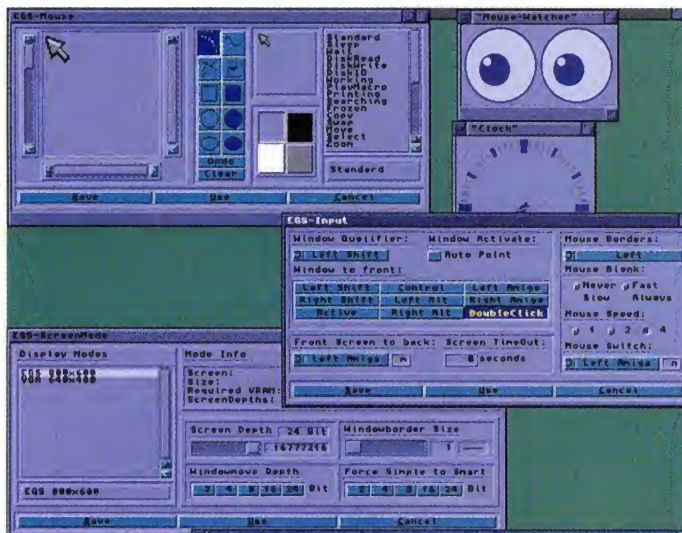 EGS-Mouse
Standard
Sleep
Wait
DiskRead
DiskWrite
DiskIO
Working
PlayMacro
Printing
Searching
Frozen
Copy
Swap
Move
Select
Zoom
Undo
Clear
Standard
Save Use Cancel
"Mouse-Watcher"
"Clock"
EGS-Input
Window Qualifier:
Left Shift
Window Activate:
Auto Point
Window to front:
Left Shift Control Left Amiga
Right Shift Left Alt Right Amiga
Active Right Alt DoubleClick
Front Screen to back:
Left Amiga m
Screen TimeOut:
0 seconds
Mouse Borders:
Left
Mouse Blank:
Never Fast
Slow Always
Mouse Speed:
1 2 4
Mouse Switch:
Left Amiga n
Save Use Cancel
EGS-ScreenMode
Display Modes
EGS 800x600
VGA 640x480
EGS 800x600
Mode Info
Screen:
Size:
Required VRAM:
ScreenDepths:
Screen Depth 24 Bit
16777216
Windowborder Size
1
Windowmove Depth
2 4 8 16 24 Bit
Force Simple to Smart
2 4 8 16 24 Bit
Save Use Cancel